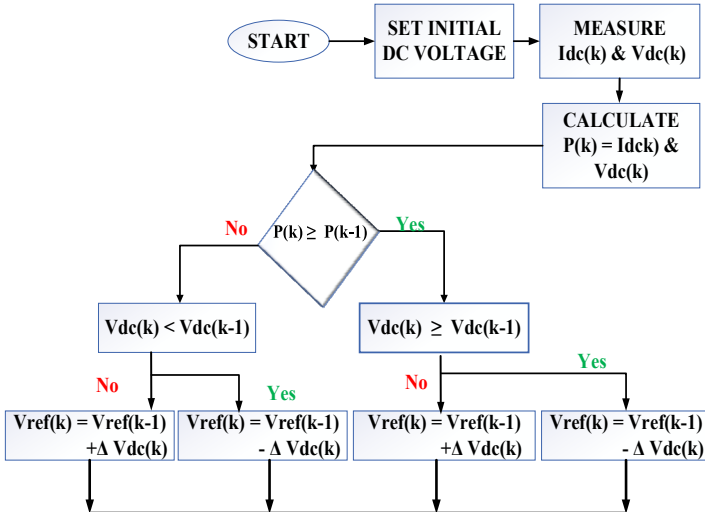 START
SET INITIAL
DC VOLTAGE
MEASURE
Idc(k) & Vdc(k)
CALCULATE
P(k) = Idck) &
Vdc(k)
P(k) ≥ P(k-1)
No
Yes
Vdc(k) < Vdc(k-1)
Vdc(k) ≥ Vdc(k-1)
No
Yes
No
Yes
Vref(k) = Vref(k-1)
+Δ Vdc(k)
Vref(k) = Vref(k-1)
- Δ Vdc(k)
Vref(k) = Vref(k-1)
+Δ Vdc(k)
Vref(k) = Vref(k-1)
- Δ Vdc(k)